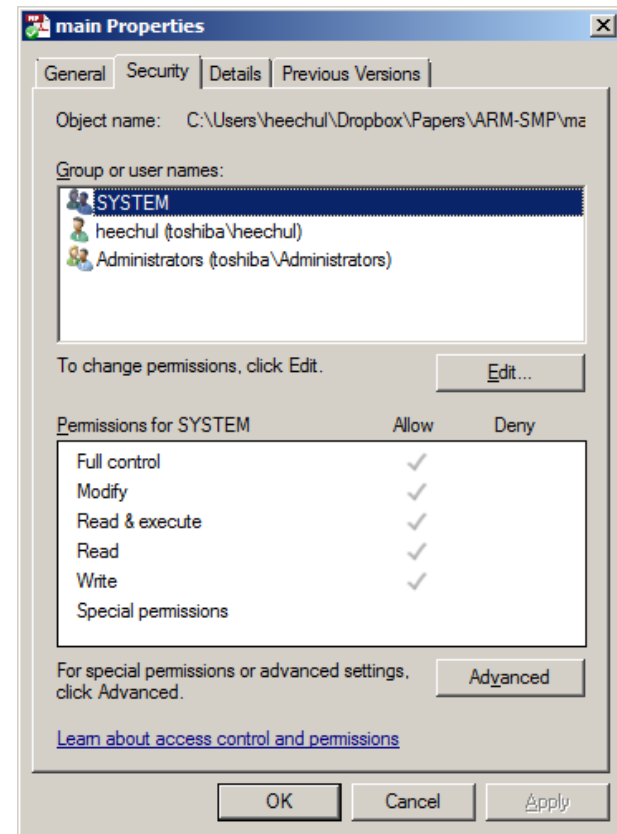 main Properties
General Security Details Previous Versions
Object name: C:\Users\heechul\Dropbox\Papers\ARM-SMP\ma
Group or user names:
SYSTEM
heechul (toshiba\heechul)
Administrators (toshiba\Administrators)
To change permissions, click Edit.
Edit...
Permissions for SYSTEM Allow Deny
Full control
Modify
Read & execute
Read
Write
Special permissions
For special permissions or advanced settings,
click Advanced.
Advanced
Learn about access control and permissions
OK Cancel Apply